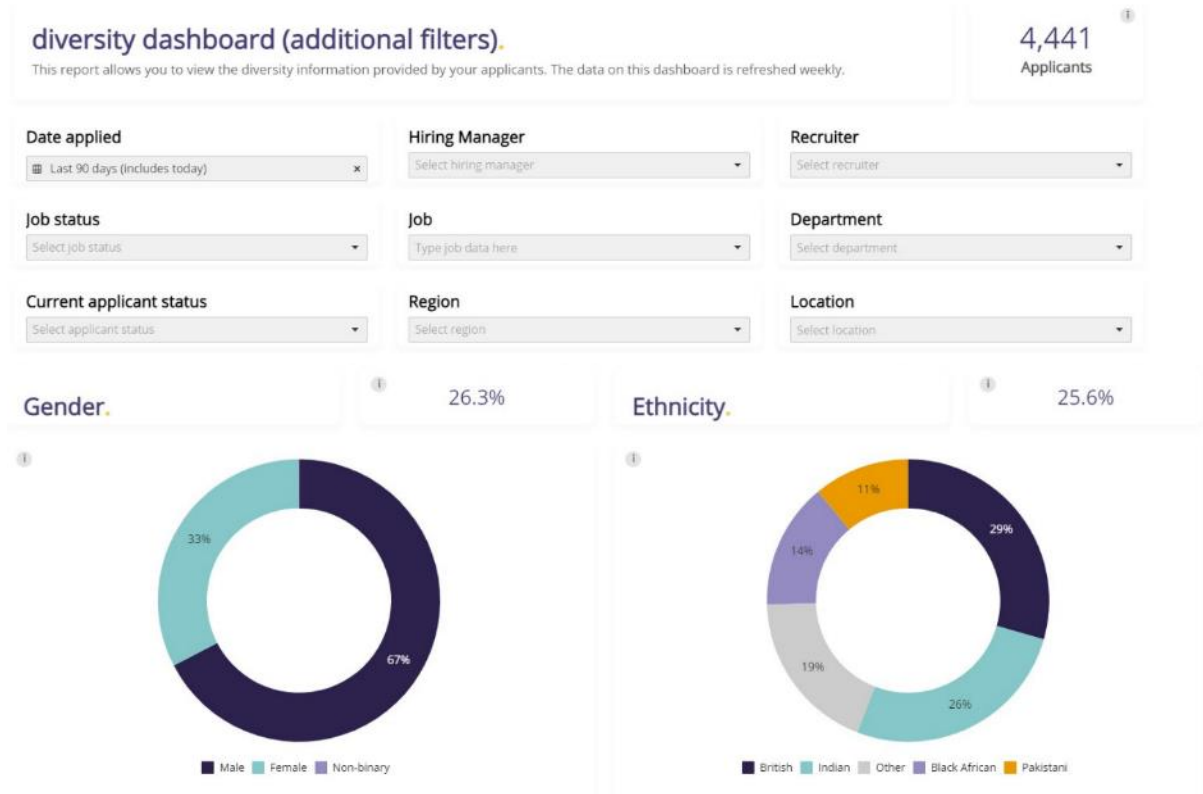 diversity dashboard (additional filters).
This report allows you to view the diversity information provided by your applicants. The data on this dashboard is refreshed weekly.
i
4,441
Applicants
Date applied
Last 90 days (includes today) ×
Hiring Manager
Select hiring manager
Recruiter
Select recruiter
Job status
Select job status
Job
Type job data here
Department
Select department
Current applicant status
Select applicant status
Region
Select region
Location
Select location
Gender.
i
26.3%
Ethnicity.
i
25.6%
i
33%
67%
Male Female Non-binary
i
11%
29%
14%
19%
26%
British Indian Other Black African Pakistani